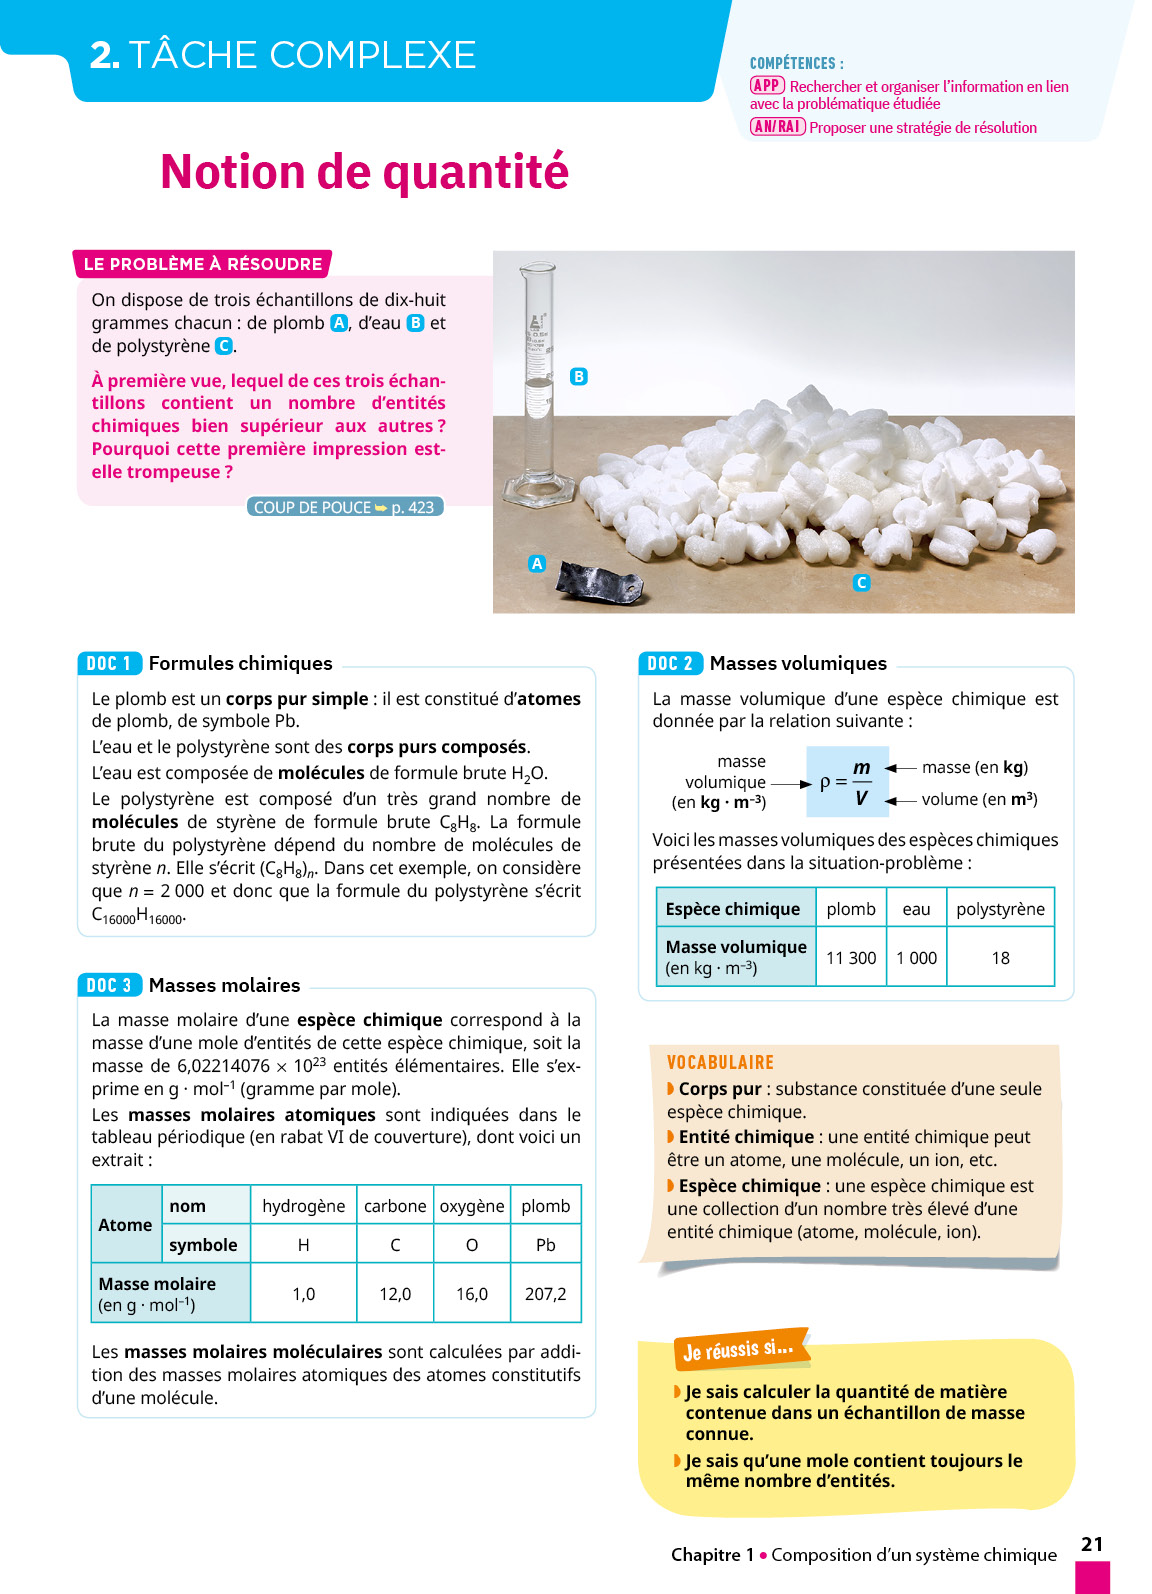 2. TÂCHE COMPLEXE
COMPÉTENCES :
APP Rechercher et organiser l'information en lien
avec la problématique étudiée
AN/RAI Proposer une stratégie de résolution
Notion de quantité
LE PROBLÈME À RÉSOUDRE
On dispose de trois échantillons de dix-huit
grammes chacun : de plomb A, d'eau B et
de polystyrène C.
À première vue, lequel de ces trois échan-
tillons contient un nombre d'entités
chimiques bien supérieur aux autres ?
Pourquoi cette première impression est-
elle trompeuse ?
COUP DE POUCE ➥ p. 423
B
A
C
DOC 1 Formules chimiques
Le plomb est un corps pur simple : il est constitué d'atomes
de plomb, de symbole Pb.
L'eau et le polystyrène sont des corps purs composés.
L'eau est composée de molécules de formule brute H₂O.
Le polystyrène est composé d'un très grand nombre de
molécules de styrène de formule brute C₈H₈. La formule
brute du polystyrène dépend du nombre de molécules de
styrène n. Elle s'écrit (C₈H₈)ₙ. Dans cet exemple, on considère
que n = 2 000 et donc que la formule du polystyrène s'écrit
C₁₆₀₀₀H₁₆₀₀₀.
DOC 2 Masses volumiques
La masse volumique d'une espèce chimique est
donnée par la relation suivante :
masse
volumique
(en kg · m⁻³)
ρ = m
V
masse (en kg)
volume (en m³)
Voici les masses volumiques des espèces chimiques
présentées dans la situation-problème :
Espèce chimique plomb eau polystyrène
Masse volumique
(en kg · m⁻³) 11 300 1 000 18
DOC 3 Masses molaires
La masse molaire d'une espèce chimique correspond à la
masse d'une mole d'entités de cette espèce chimique, soit la
masse de 6,02214076 × 10²³ entités élémentaires. Elle s'ex-
prime en g · mol⁻¹ (gramme par mole).
Les masses molaires atomiques sont indiquées dans le
tableau périodique (en rabat VI de couverture), dont voici un
extrait :
Atome nom hydrogène carbone oxygène plomb
symbole H C O Pb
Masse molaire
(en g · mol⁻¹) 1,0 12,0 16,0 207,2
Les masses molaires moléculaires sont calculées par addi-
tion des masses molaires atomiques des atomes constitutifs
d'une molécule.
VOCABULAIRE
Corps pur : substance constituée d'une seule
espèce chimique.
Entité chimique : une entité chimique peut
être un atome, une molécule, un ion, etc.
Espèce chimique : une espèce chimique est
une collection d'un nombre très élevé d'une
entité chimique (atome, molécule, ion).
Je réussis si...
Je sais calculer la quantité de matière
contenue dans un échantillon de masse
connue.
Je sais qu'une mole contient toujours le
même nombre d'entités.
21
Chapitre 1 • Composition d'un système chimique